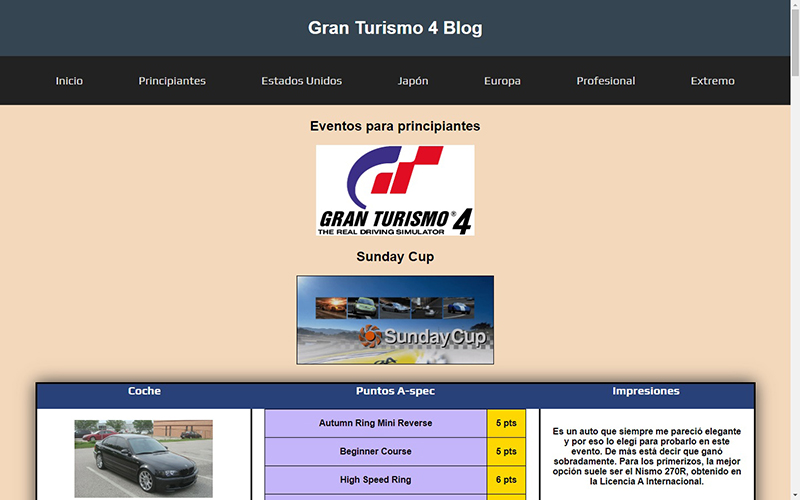 Gran Turismo 4 Blog
Inicio Principiantes Estados Unidos Japón Europa Profesional Extremo
Eventos para principiantes
GRAN TURISMO® 4
THE REAL DRIVING SIMULATOR
Sunday Cup
SundayCup
Coche Puntos A-spec Impresiones
Autumn Ring Mini Reverse 5 pts
Beginner Course 5 pts
High Speed Ring 6 pts
Es un auto que siempre me pareció elegante
y por eso lo elegí para probarlo en este
evento. De más está decir que ganó
sobradamente. Para los primerizos, la mejor
opción suele ser el Nismo 270R, obtenido en
la Licencia A Internacional.